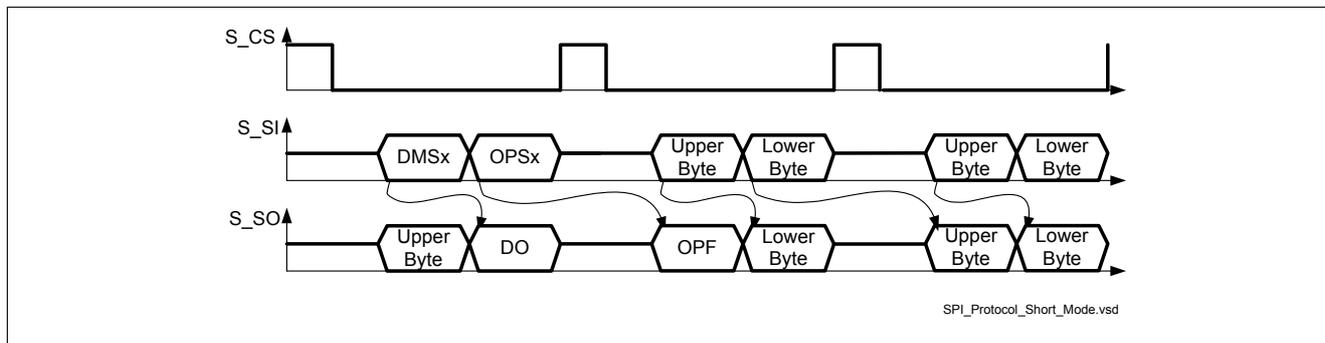 S_CS
S_SI
DMSx
OPSx
Upper
Byte
Lower
Byte
Upper
Byte
Lower
Byte
S_SO
Upper
Byte
DO
OPF
Lower
Byte
Upper
Byte
Lower
Byte
SPI_Protocol_Short_Mode.vsd